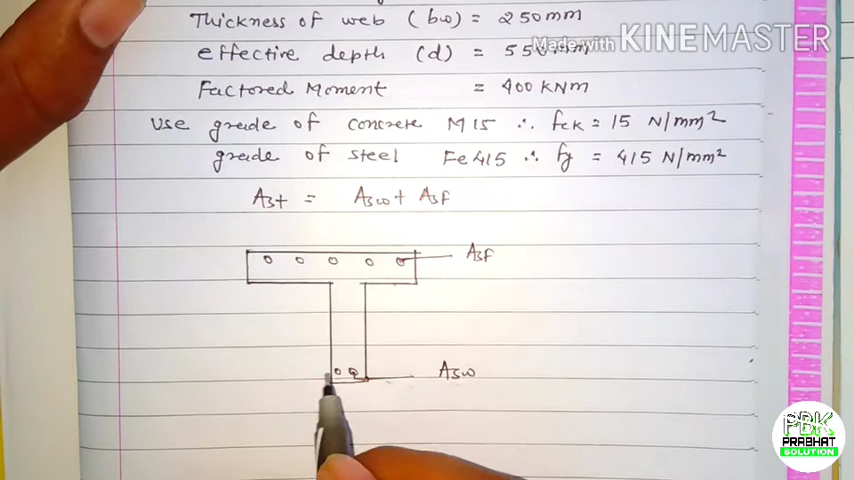 Thickness of web (bw) = 250mm
effective depth (d) = 550mm
Made with KINEMASTER
Factored Moment = 400 KNm
Use grade of concrete M15 ∴ fck = 15 N/mm²
grade of steel Fe415 ∴ fy = 415 N/mm²
Ast = Asw + Asf
Asf
Asw
PBK
PRABHAT
SOLUTION